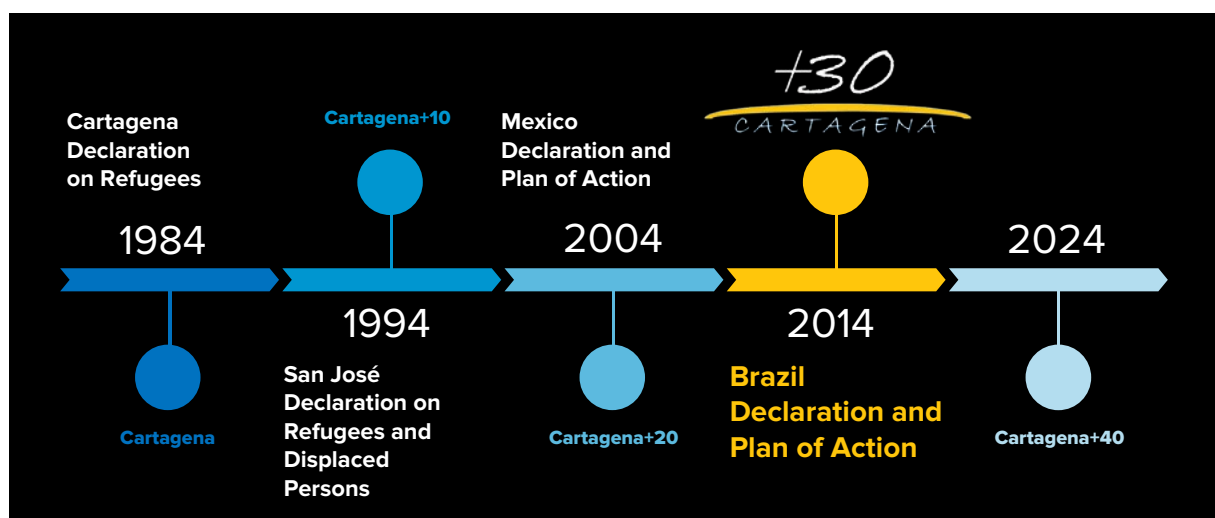 Cartagena
Declaration
on Refugees
1984
Cartagena
Cartagena+10
1994
San José
Declaration on
Refugees and
Displaced
Persons
Mexico
Declaration and
Plan of Action
2004
Cartagena+20
+30
CARTAGENA
2014
Brazil
Declaration and
Plan of Action
2024
Cartagena+40